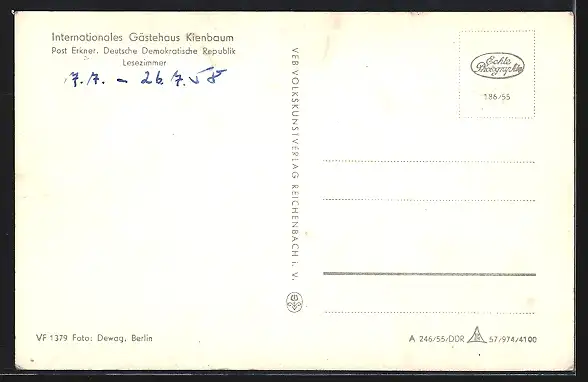 Internationales Gästehaus Kienbaum
Post Erkner, Deutsche Demokratische Republik
Lesezimmer
7.7. – 26.7.58
VEB VOLKSKUNSTVERLAG REICHENBACH i. V.
Echte
Photographie
186/55
VF 1379 Foto: Dewag, Berlin
A 246/55/DDR 57/974/4100